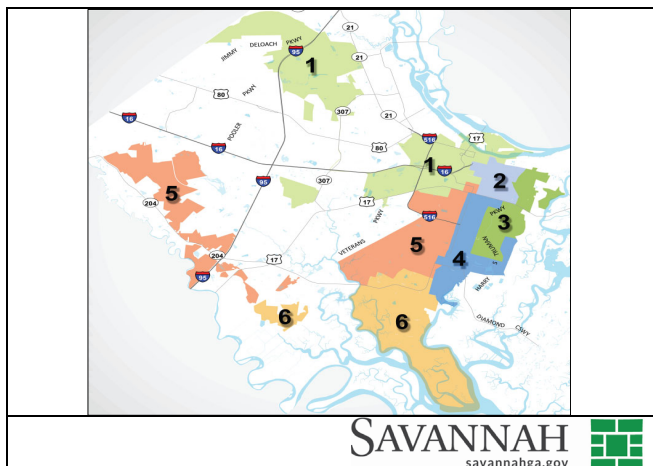 21
JIMMY
DELOACH
PKWY
95
1
21
80
PKWY
307
21
16
POOLER
16
80
516
17
1
16
5
95
307
2
204
17
PKWY
516
PKWY
3
TRUMAN
VETERANS
5
4
204
17
95
HARRY
S
6
6
DIAMOND
CSWY
SAVANNAH
savannahga.gov